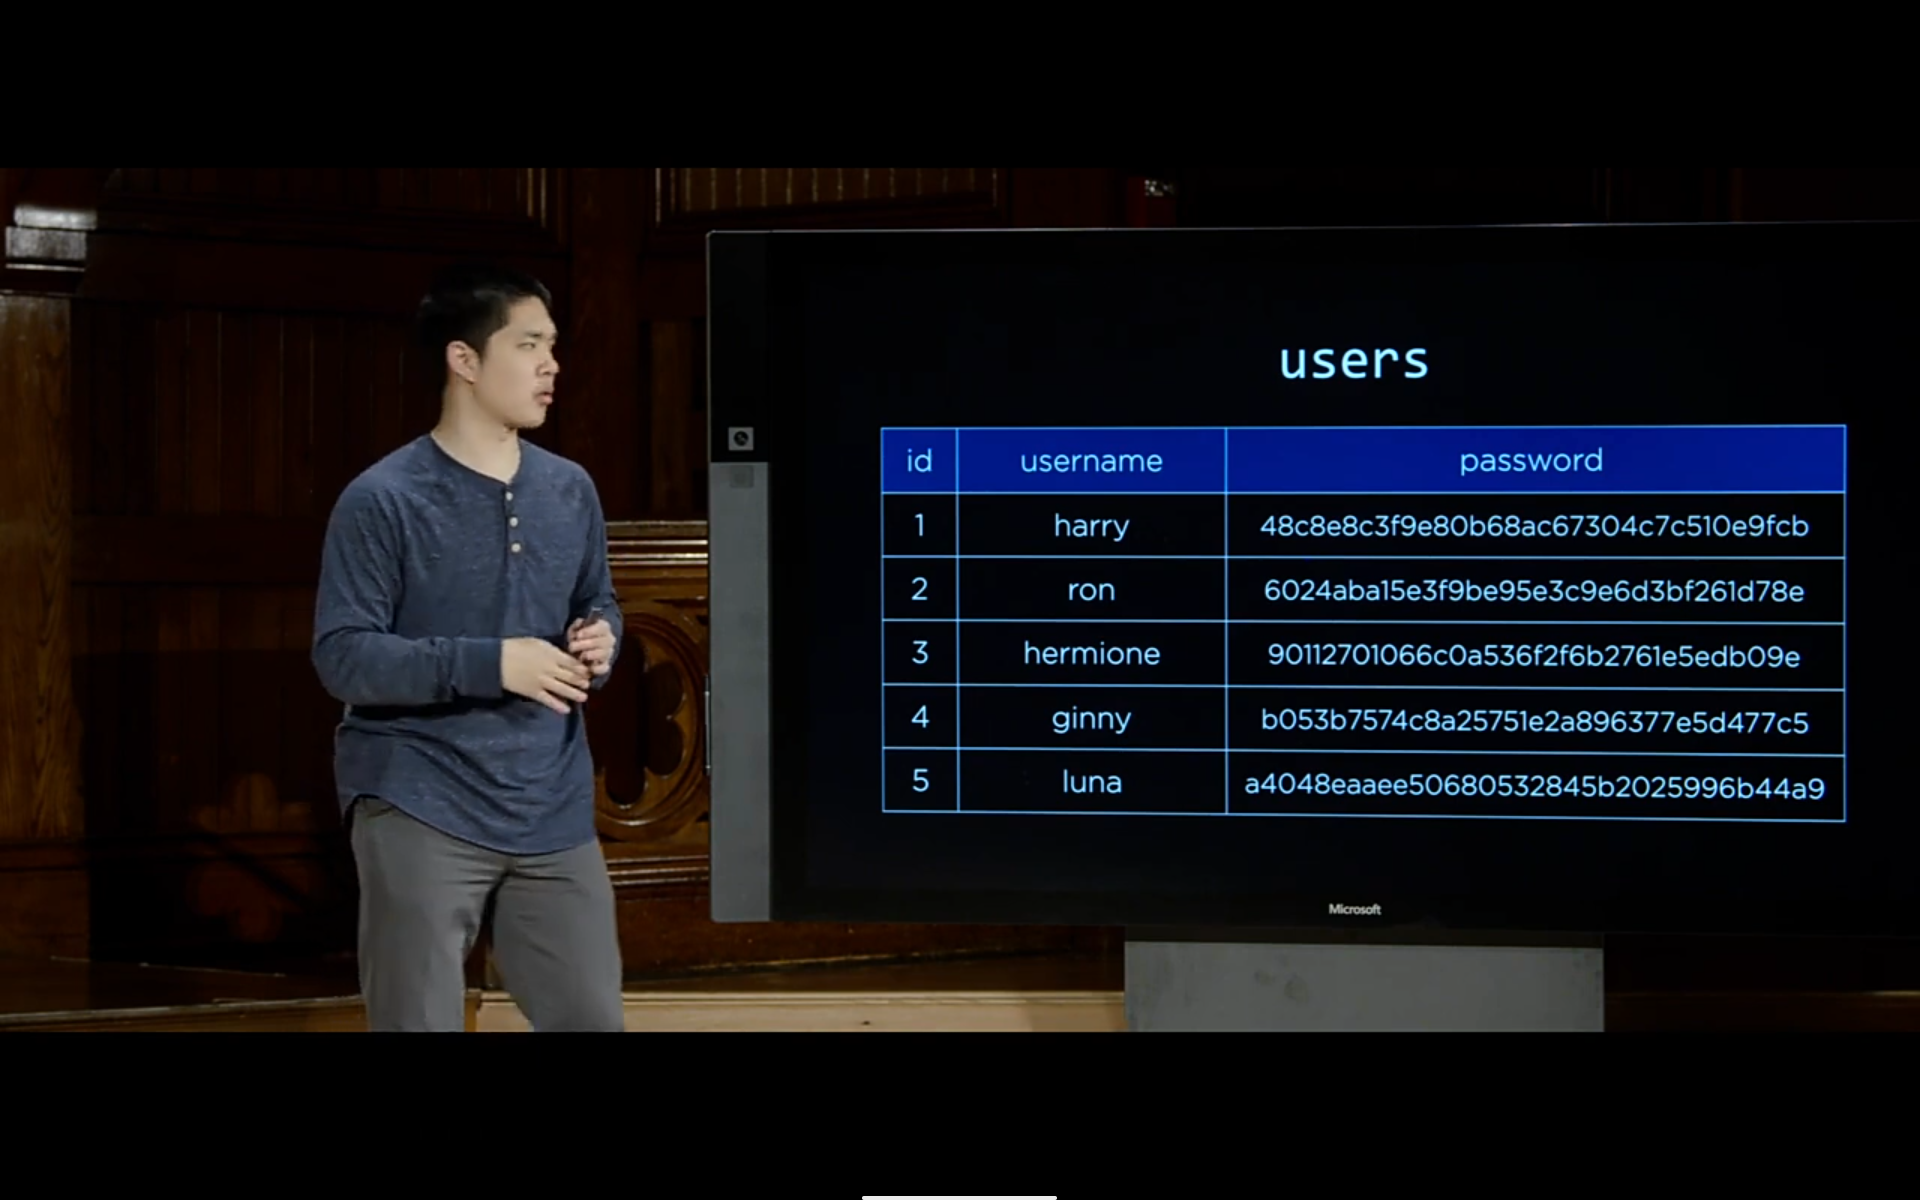 users
id username password
1 harry 48c8e8c3f9e80b68ac67304c7c510e9fcb
2 ron 6024aba15e3f9be95e3c9e6d3bf261d78e
3 hermione 90112701066c0a536f2f6b2761e5edb09e
4 ginny b053b7574c8a25751e2a896377e5d477c5
5 luna a4048eaaee50680532845b2025996b44a9
Microsoft